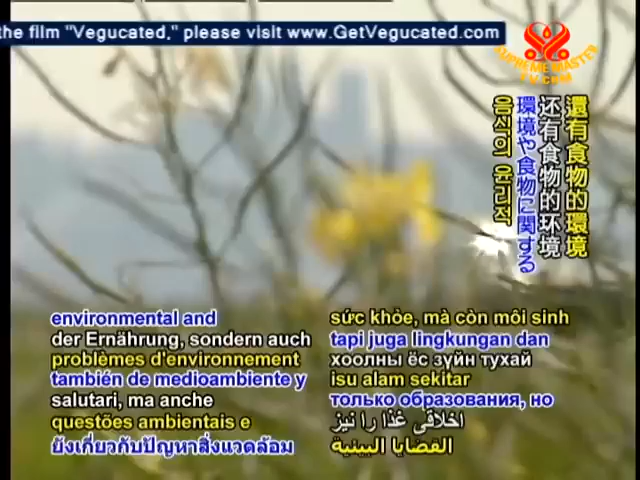 the film "Vegucated," please visit www.GetVegucated.com
SUPREME MASTER
TV.COM
還有食物的環境
还有食物的环境
環境や食物に関する
음식의 윤리적
environmental and
der Ernährung, sondern auch
problèmes d'environnement
también de medioambiente y
salutari, ma anche
questões ambientais e
ยังเกี่ยวกับปัญหาสิ่งแวดล้อม
sức khỏe, mà còn môi sinh
tapi juga lingkungan dan
хоолны ёс зүйн тухай
isu alam sekitar
только образования, но
اخلاقی غذا را نیز
القضايا البيئية